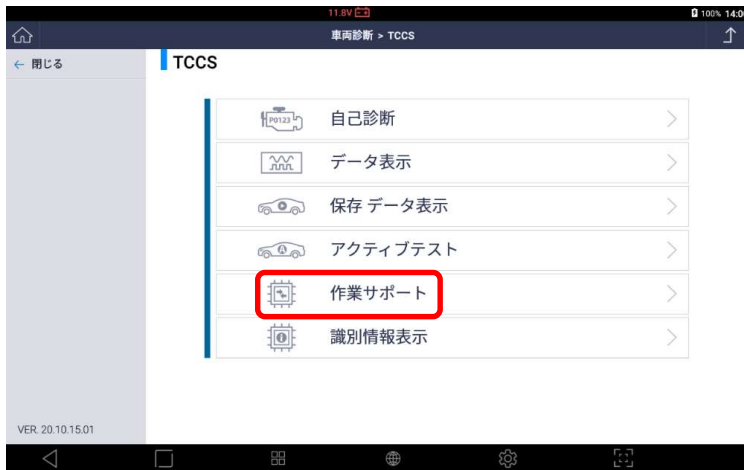 11.8V
100% 14:0
車両診断 > TCCS
← 閉じる
TCCS
P0123
自己診断
データ表示
保存 データ表示
アクティブテスト
作業サポート
識別情報表示
VER. 20.10.15.01